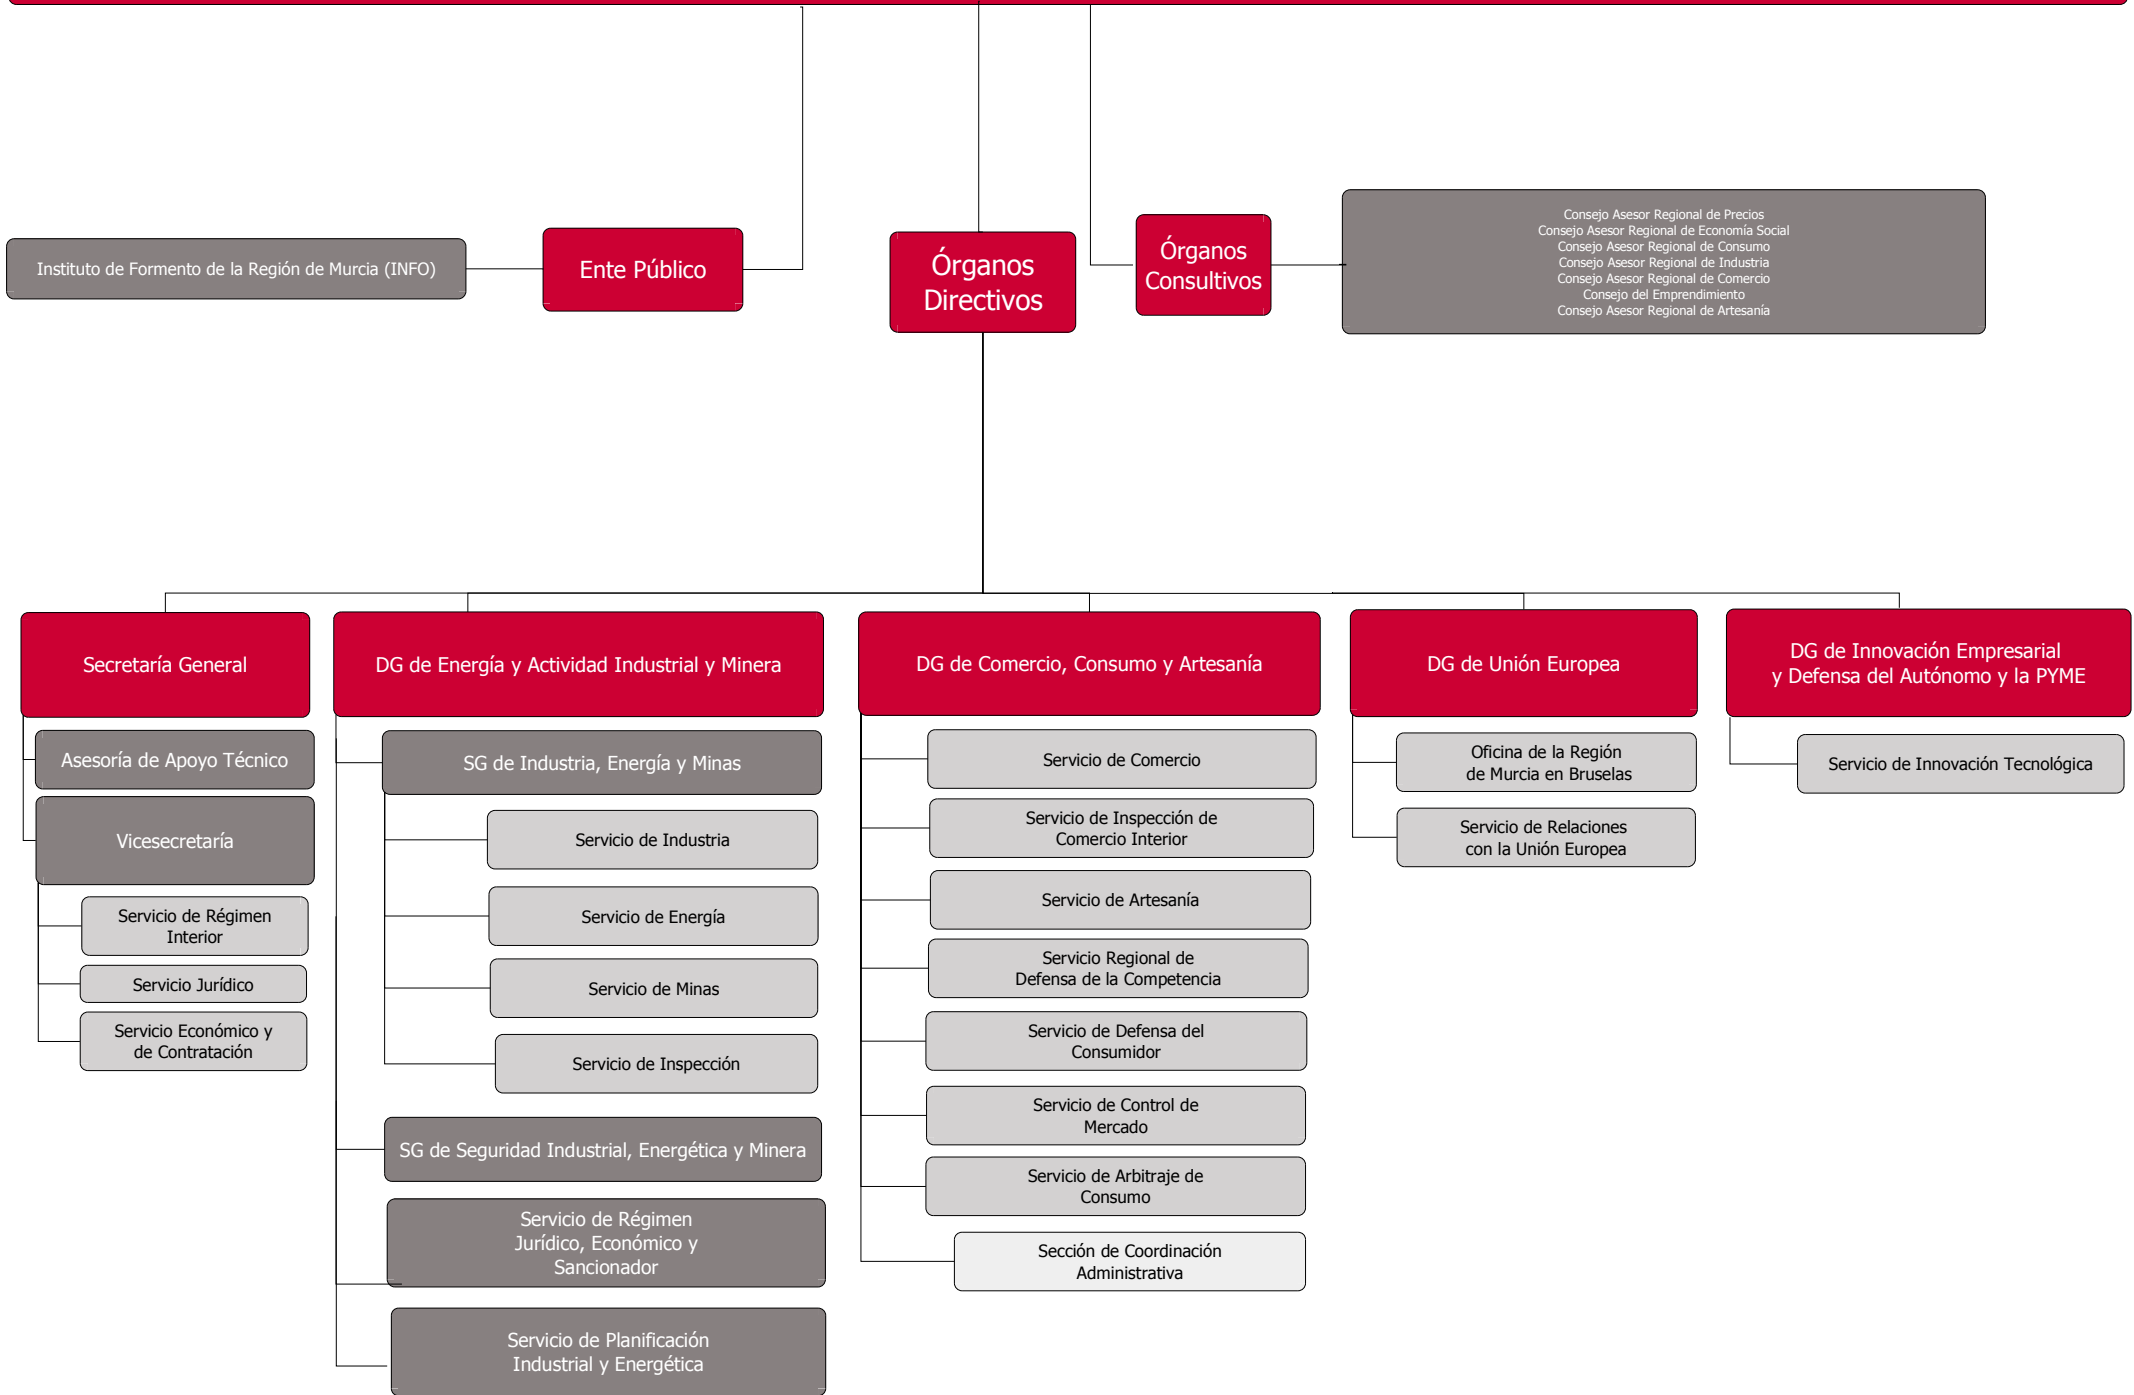 Instituto de Formento de la Región de Murcia (INFO)
Ente Público
Órganos
Directivos
Órganos
Consultivos
Consejo Asesor Regional de Precios
Consejo Asesor Regional de Economía Social
Consejo Asesor Regional de Consumo
Consejo Asesor Regional de Industria
Consejo Asesor Regional de Comercio
Consejo del Emprendimiento
Consejo Asesor Regional de Artesanía
Secretaría General
Asesoría de Apoyo Técnico
Vicesecretaría
Servicio de Régimen
Interior
Servicio Jurídico
Servicio Económico y
de Contratación
DG de Energía y Actividad Industrial y Minera
SG de Industria, Energía y Minas
Servicio de Industria
Servicio de Energía
Servicio de Minas
Servicio de Inspección
SG de Seguridad Industrial, Energética y Minera
Servicio de Régimen
Jurídico, Económico y
Sancionador
Servicio de Planificación
Industrial y Energética
DG de Comercio, Consumo y Artesanía
Servicio de Comercio
Servicio de Inspección de
Comercio Interior
Servicio de Artesanía
Servicio Regional de
Defensa de la Competencia
Servicio de Defensa del
Consumidor
Servicio de Control de
Mercado
Servicio de Arbitraje de
Consumo
Sección de Coordinación
Administrativa
DG de Unión Europea
Oficina de la Región
de Murcia en Bruselas
Servicio de Relaciones
con la Unión Europea
DG de Innovación Empresarial
y Defensa del Autónomo y la PYME
Servicio de Innovación Tecnológica